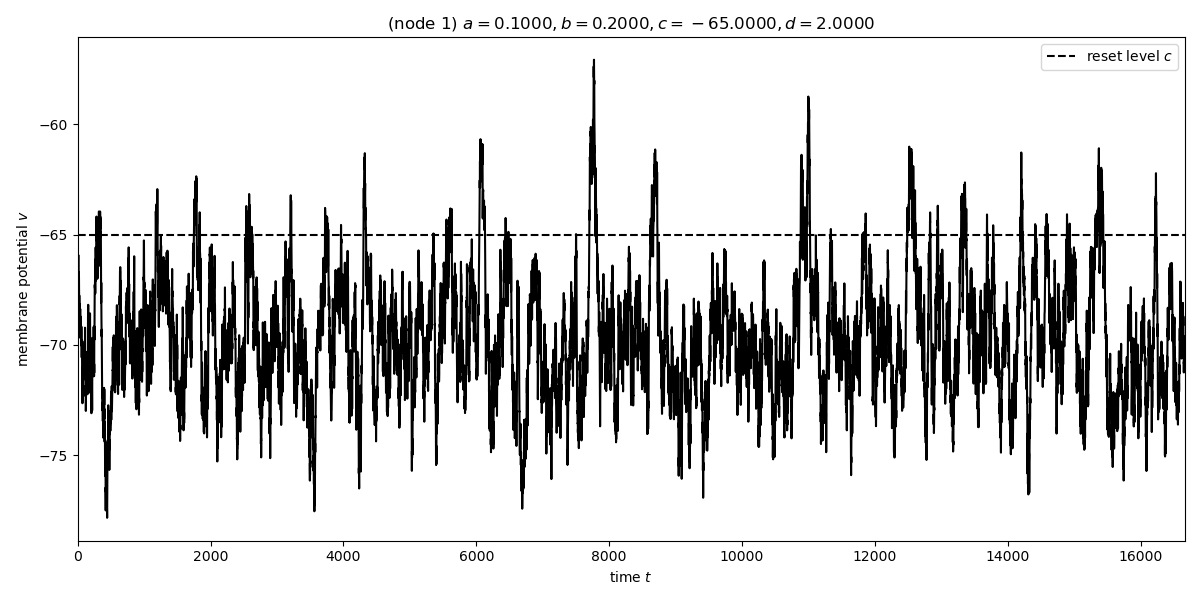 (node 1) a = 0.1000, b = 0.2000, c = −65.0000, d = 2.0000
reset level c
−60
−65
−70
−75
membrane potential v
0 2000 4000 6000 8000 10000 12000 14000 16000
time t